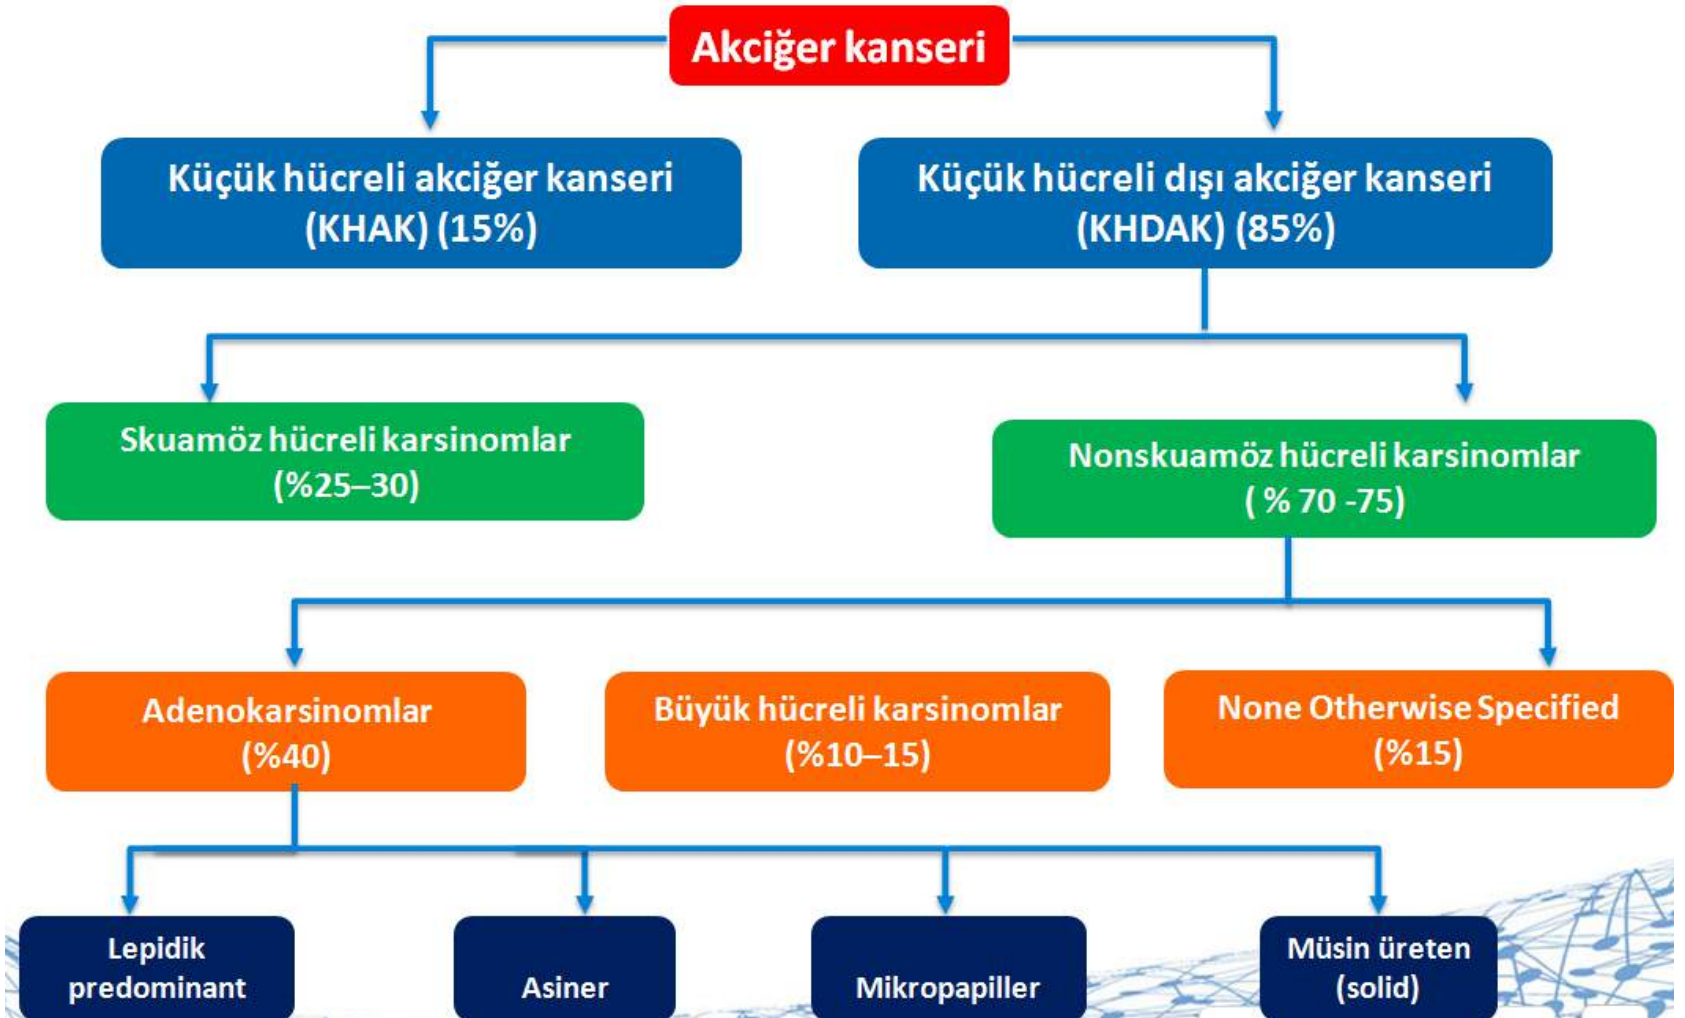 Akciğer kanseri
Küçük hücreli akciğer kanseri
(KHAK) (15%)
Küçük hücreli dışı akciğer kanseri
(KHDAK) (85%)
Skuamöz hücreli karsinomlar
(%25–30)
Nonskuamöz hücreli karsinomlar
( % 70 -75)
Adenokarsinomlar
(%40)
Büyük hücreli karsinomlar
(%10–15)
None Otherwise Specified
(%15)
Lepidik
predominant
Asiner
Mikropapiller
Müsin üreten
(solid)